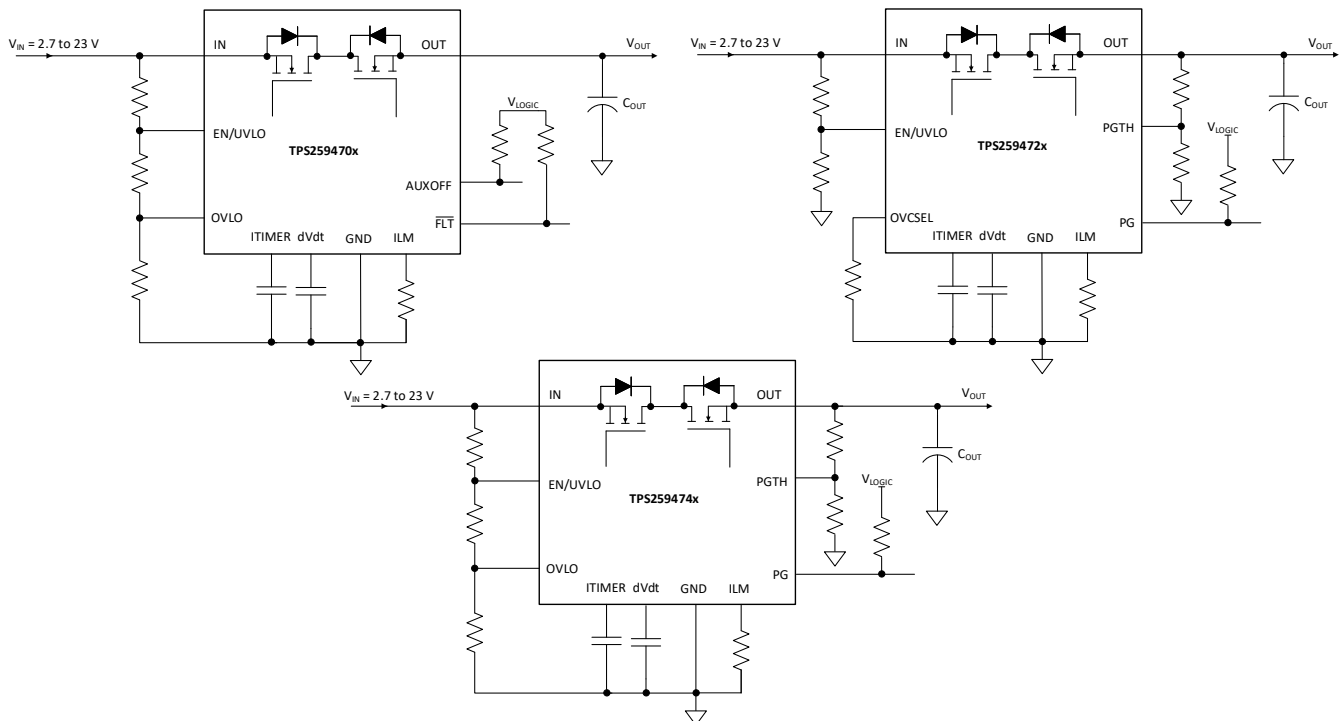 V_IN = 2.7 to 23 V
IN
OUT
V_OUT
C_OUT
V_LOGIC
EN/UVLO
TPS259470x
AUXOFF
OVLO
FLT
ITIMER dVdt GND ILM
V_IN = 2.7 to 23 V
IN
OUT
V_OUT
C_OUT
PGTH
EN/UVLO
V_LOGIC
TPS259472x
OVCSEL
PG
ITIMER dVdt GND ILM
V_IN = 2.7 to 23 V
IN
OUT
V_OUT
C_OUT
EN/UVLO
PGTH
V_LOGIC
TPS259474x
OVLO
PG
ITIMER dVdt GND ILM